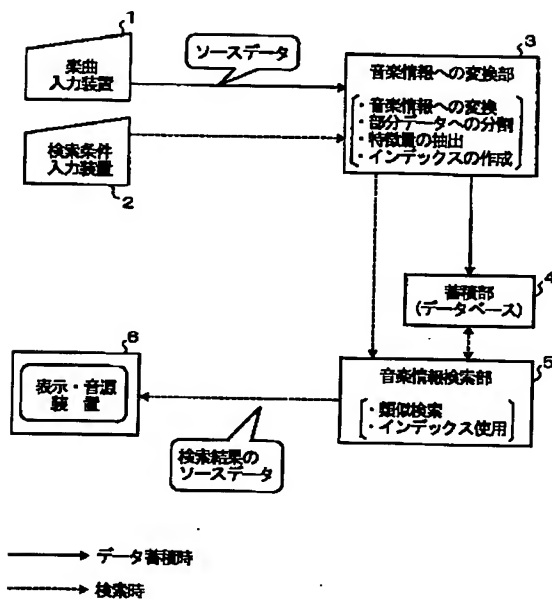 1
楽曲
入力装置
ソースデータ
3
音楽情報への変換部
・音楽情報への変換
・部分データへの分割
・特徴量の抽出
・インデックスの作成
検索条件
入力装置
2
4
蓄積部
(データベース)
6
表示・音源
装 置
5
音楽情報検索部
・類似検索
・インデックス使用
検索結果の
ソースデータ
データ蓄積時
検索時